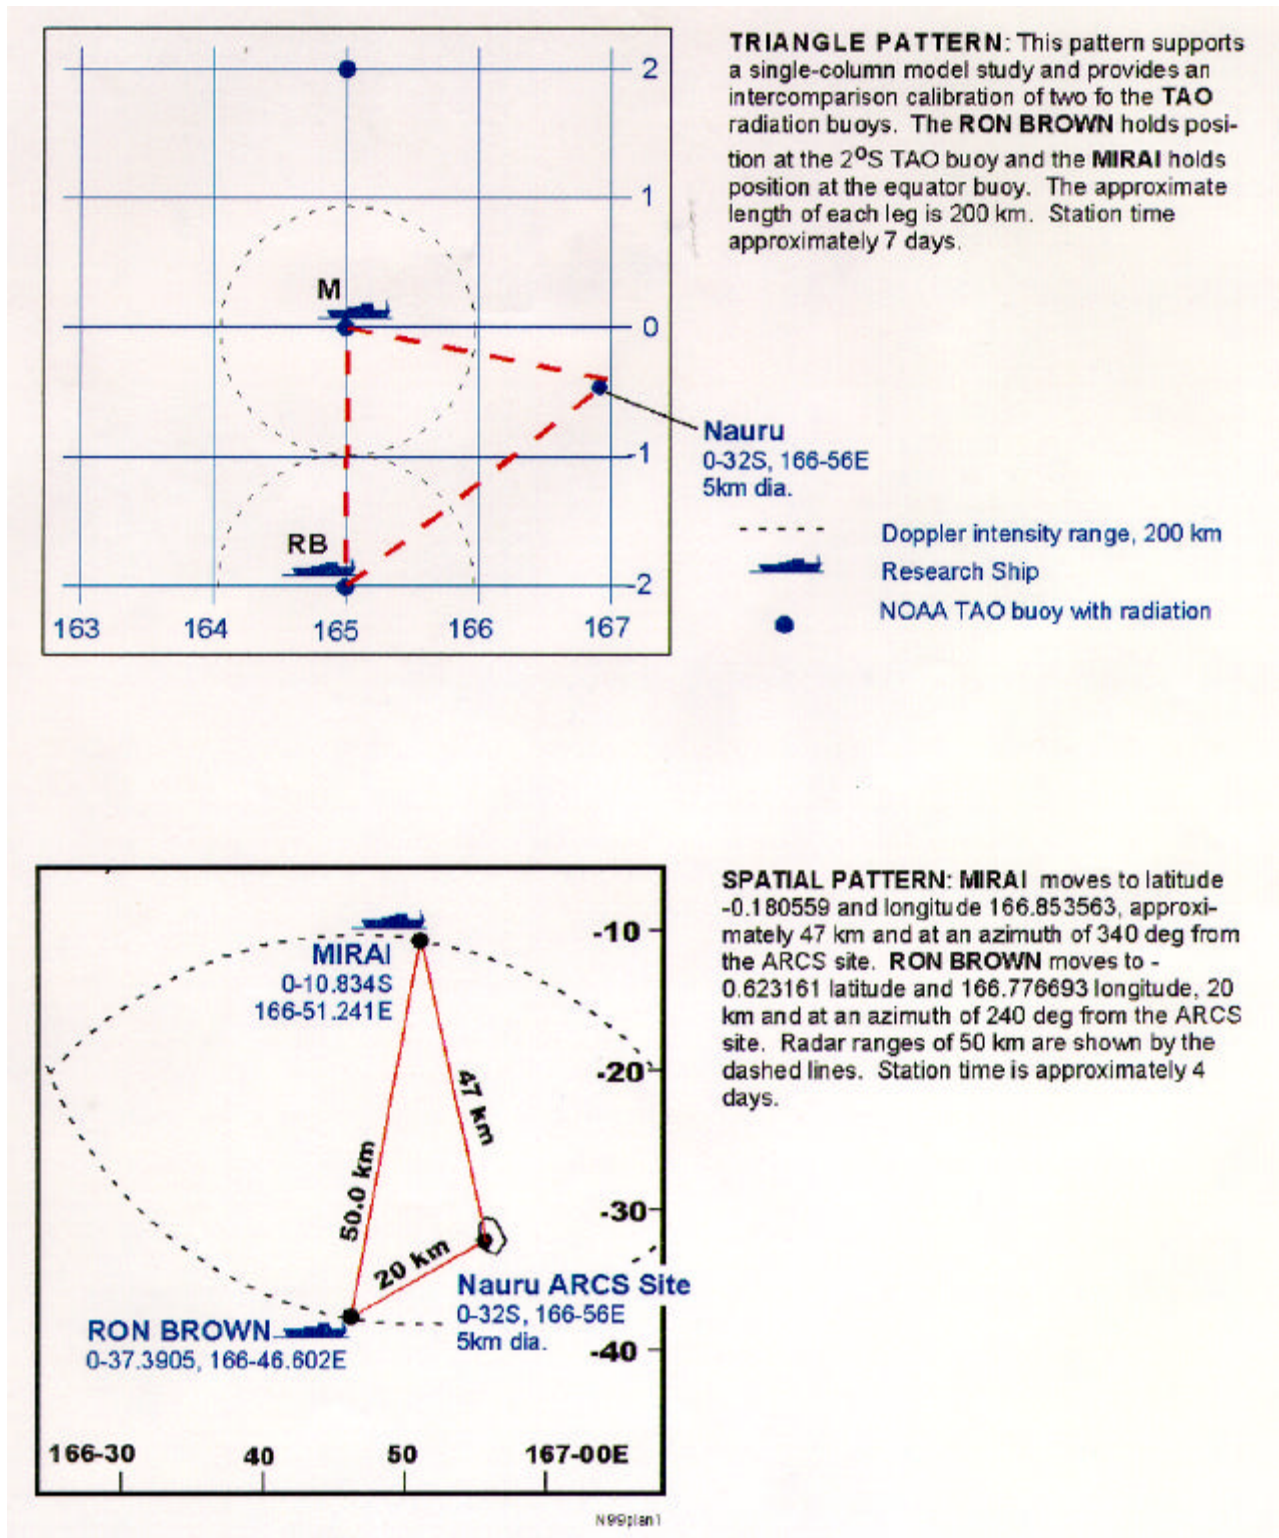 TRIANGLE PATTERN: This pattern supports
a single-column model study and provides an
intercomparison calibration of two fo the TAO
radiation buoys. The RON BROWN holds posi-
tion at the 2ºS TAO buoy and the MIRAI holds
position at the equator buoy. The approximate
length of each leg is 200 km. Station time
approximately 7 days.
2
1
M
0
Nauru
0-32S, 166-56E
5km dia.
-1
RB
-2
163 164 165 166 167
Doppler intensity range, 200 km
Research Ship
NOAA TAO buoy with radiation
SPATIAL PATTERN: MIRAI moves to latitude
-0.180559 and longitude 166.853563, approxi-
mately 47 km and at an azimuth of 340 deg from
the ARCS site. RON BROWN moves to -
0.623161 latitude and 166.776693 longitude, 20
km and at an azimuth of 240 deg from the ARCS
site. Radar ranges of 50 km are shown by the
dashed lines. Station time is approximately 4
days.
-10
MIRAI
0-10.834S
166-51.241E
-20
47 km
50.0 km
-30
20 km
Nauru ARCS Site
0-32S, 166-56E
5km dia.
RON BROWN
0-37.3905, 166-46.602E
-40
166-30 40 50 167-00E
N99plan1